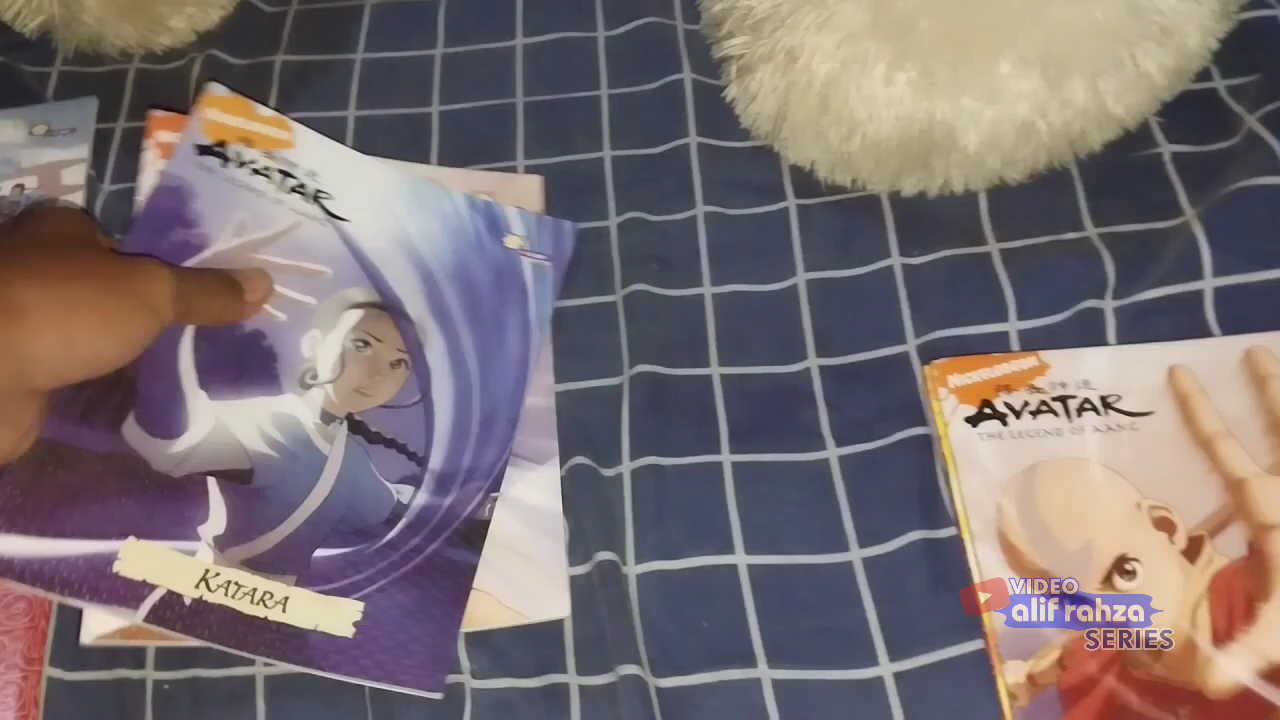 AVATAR
KATARA
NICKELODEON
AVATAR
THE LEGEND OF AANG
VIDEO
alif rahza
SERIES